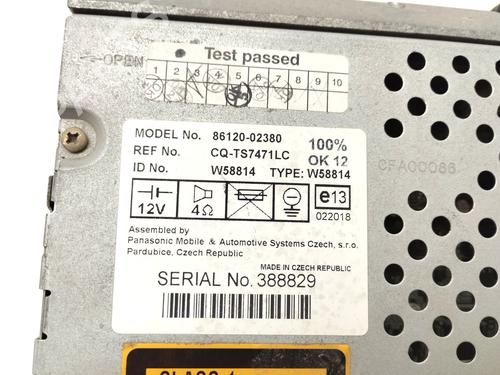 Test passed
OPEN
1 2 3 4 5 6 7 8 9 10
MODEL No. 86120-02380
REF No. CQ-TS7471LC
100%
OK 12
ID No. W58814 TYPE: W58814
12V
4Ω
e13
022018
CFA00086
Assembled by
Panasonic Mobile & Automotive Systems Czech, s.r.o.
Pardubice, Czech Republic
MADE IN CZECH REPUBLIC
SERIAL No. 388829